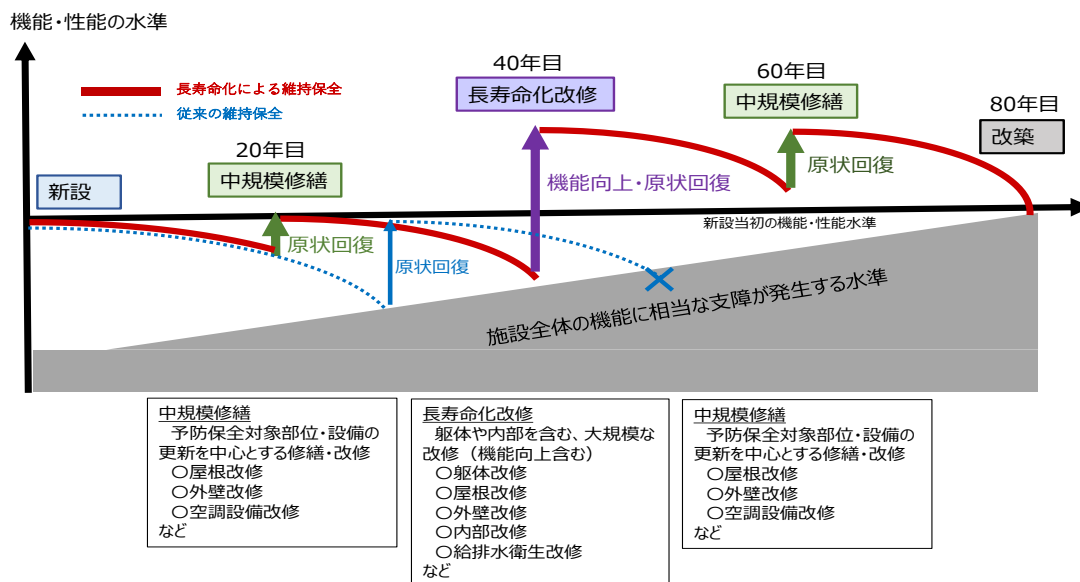 機能・性能の水準
長寿命化による維持保全
従来の維持保全
新設
20年目
中規模修繕
原状回復
原状回復
40年目
長寿命化改修
機能向上・原状回復
60年目
中規模修繕
原状回復
80年目
改築
新設当初の機能・性能水準
施設全体の機能に相当な支障が発生する水準
中規模修繕
予防保全対象部位・設備の
更新を中心とする修繕・改修
○屋根改修
○外壁改修
○空調設備改修
など
長寿命化改修
躯体や内部を含む、大規模な
改修（機能向上含む）
○躯体改修
○屋根改修
○外壁改修
○内部改修
○給排水衛生改修
など
中規模修繕
予防保全対象部位・設備の
更新を中心とする修繕・改修
○屋根改修
○外壁改修
○空調設備改修
など